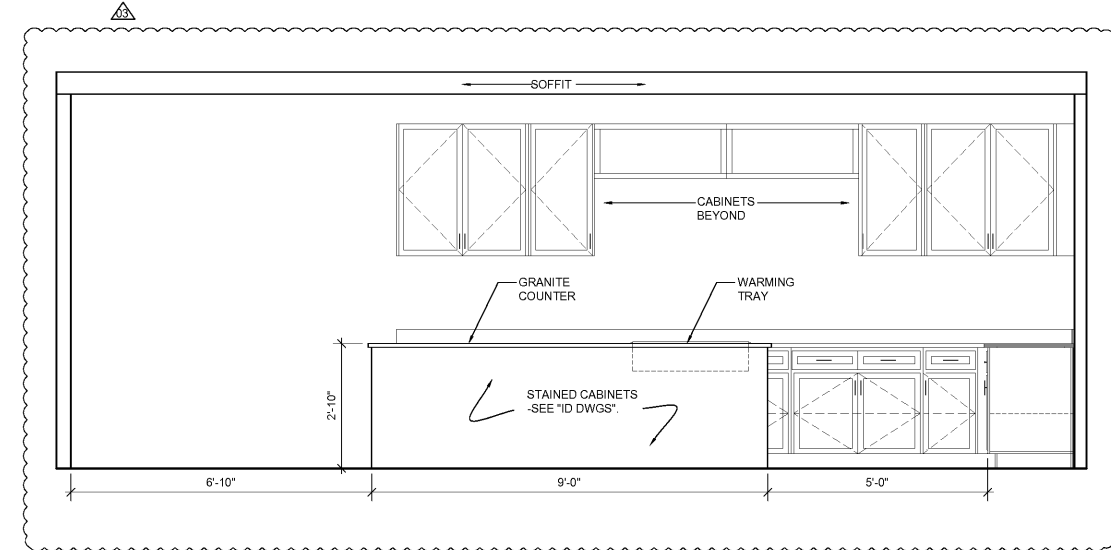 03
SOFFIT
CABINETS
BEYOND
GRANITE
COUNTER
WARMING
TRAY
2'-10"
STAINED CABINETS
-SEE "ID DWGS".
6'-10"
9'-0"
5'-0"